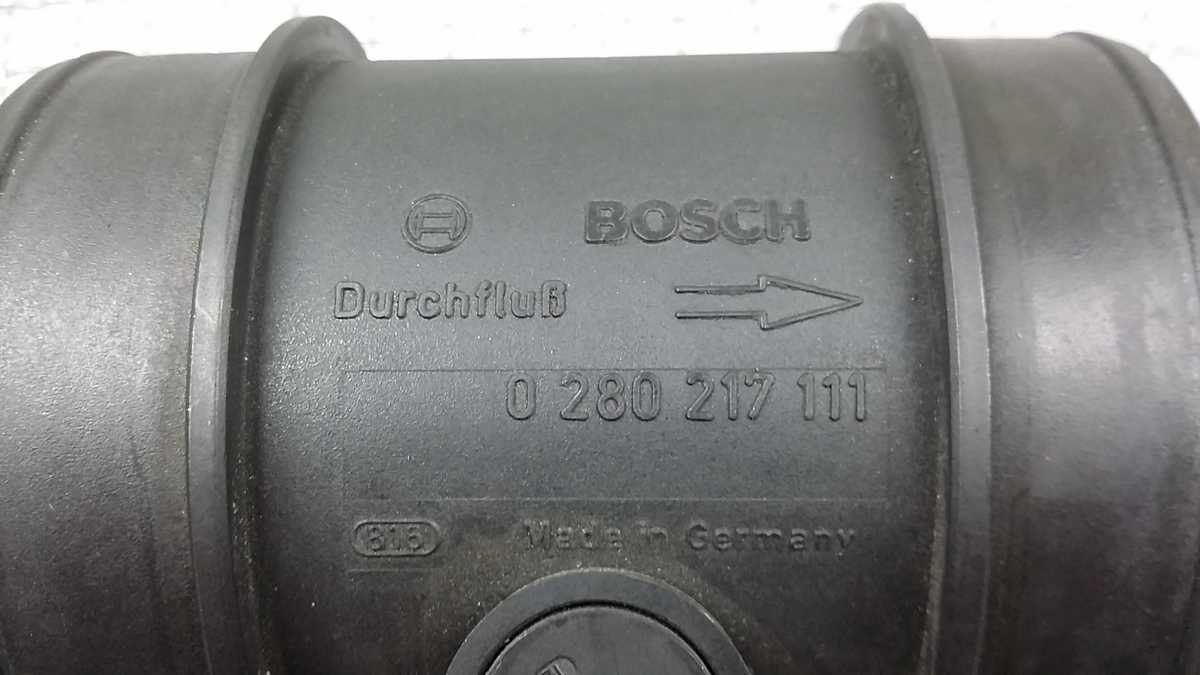 BOSCH
Durchfluß
0 280 217 111
816 Made in Germany